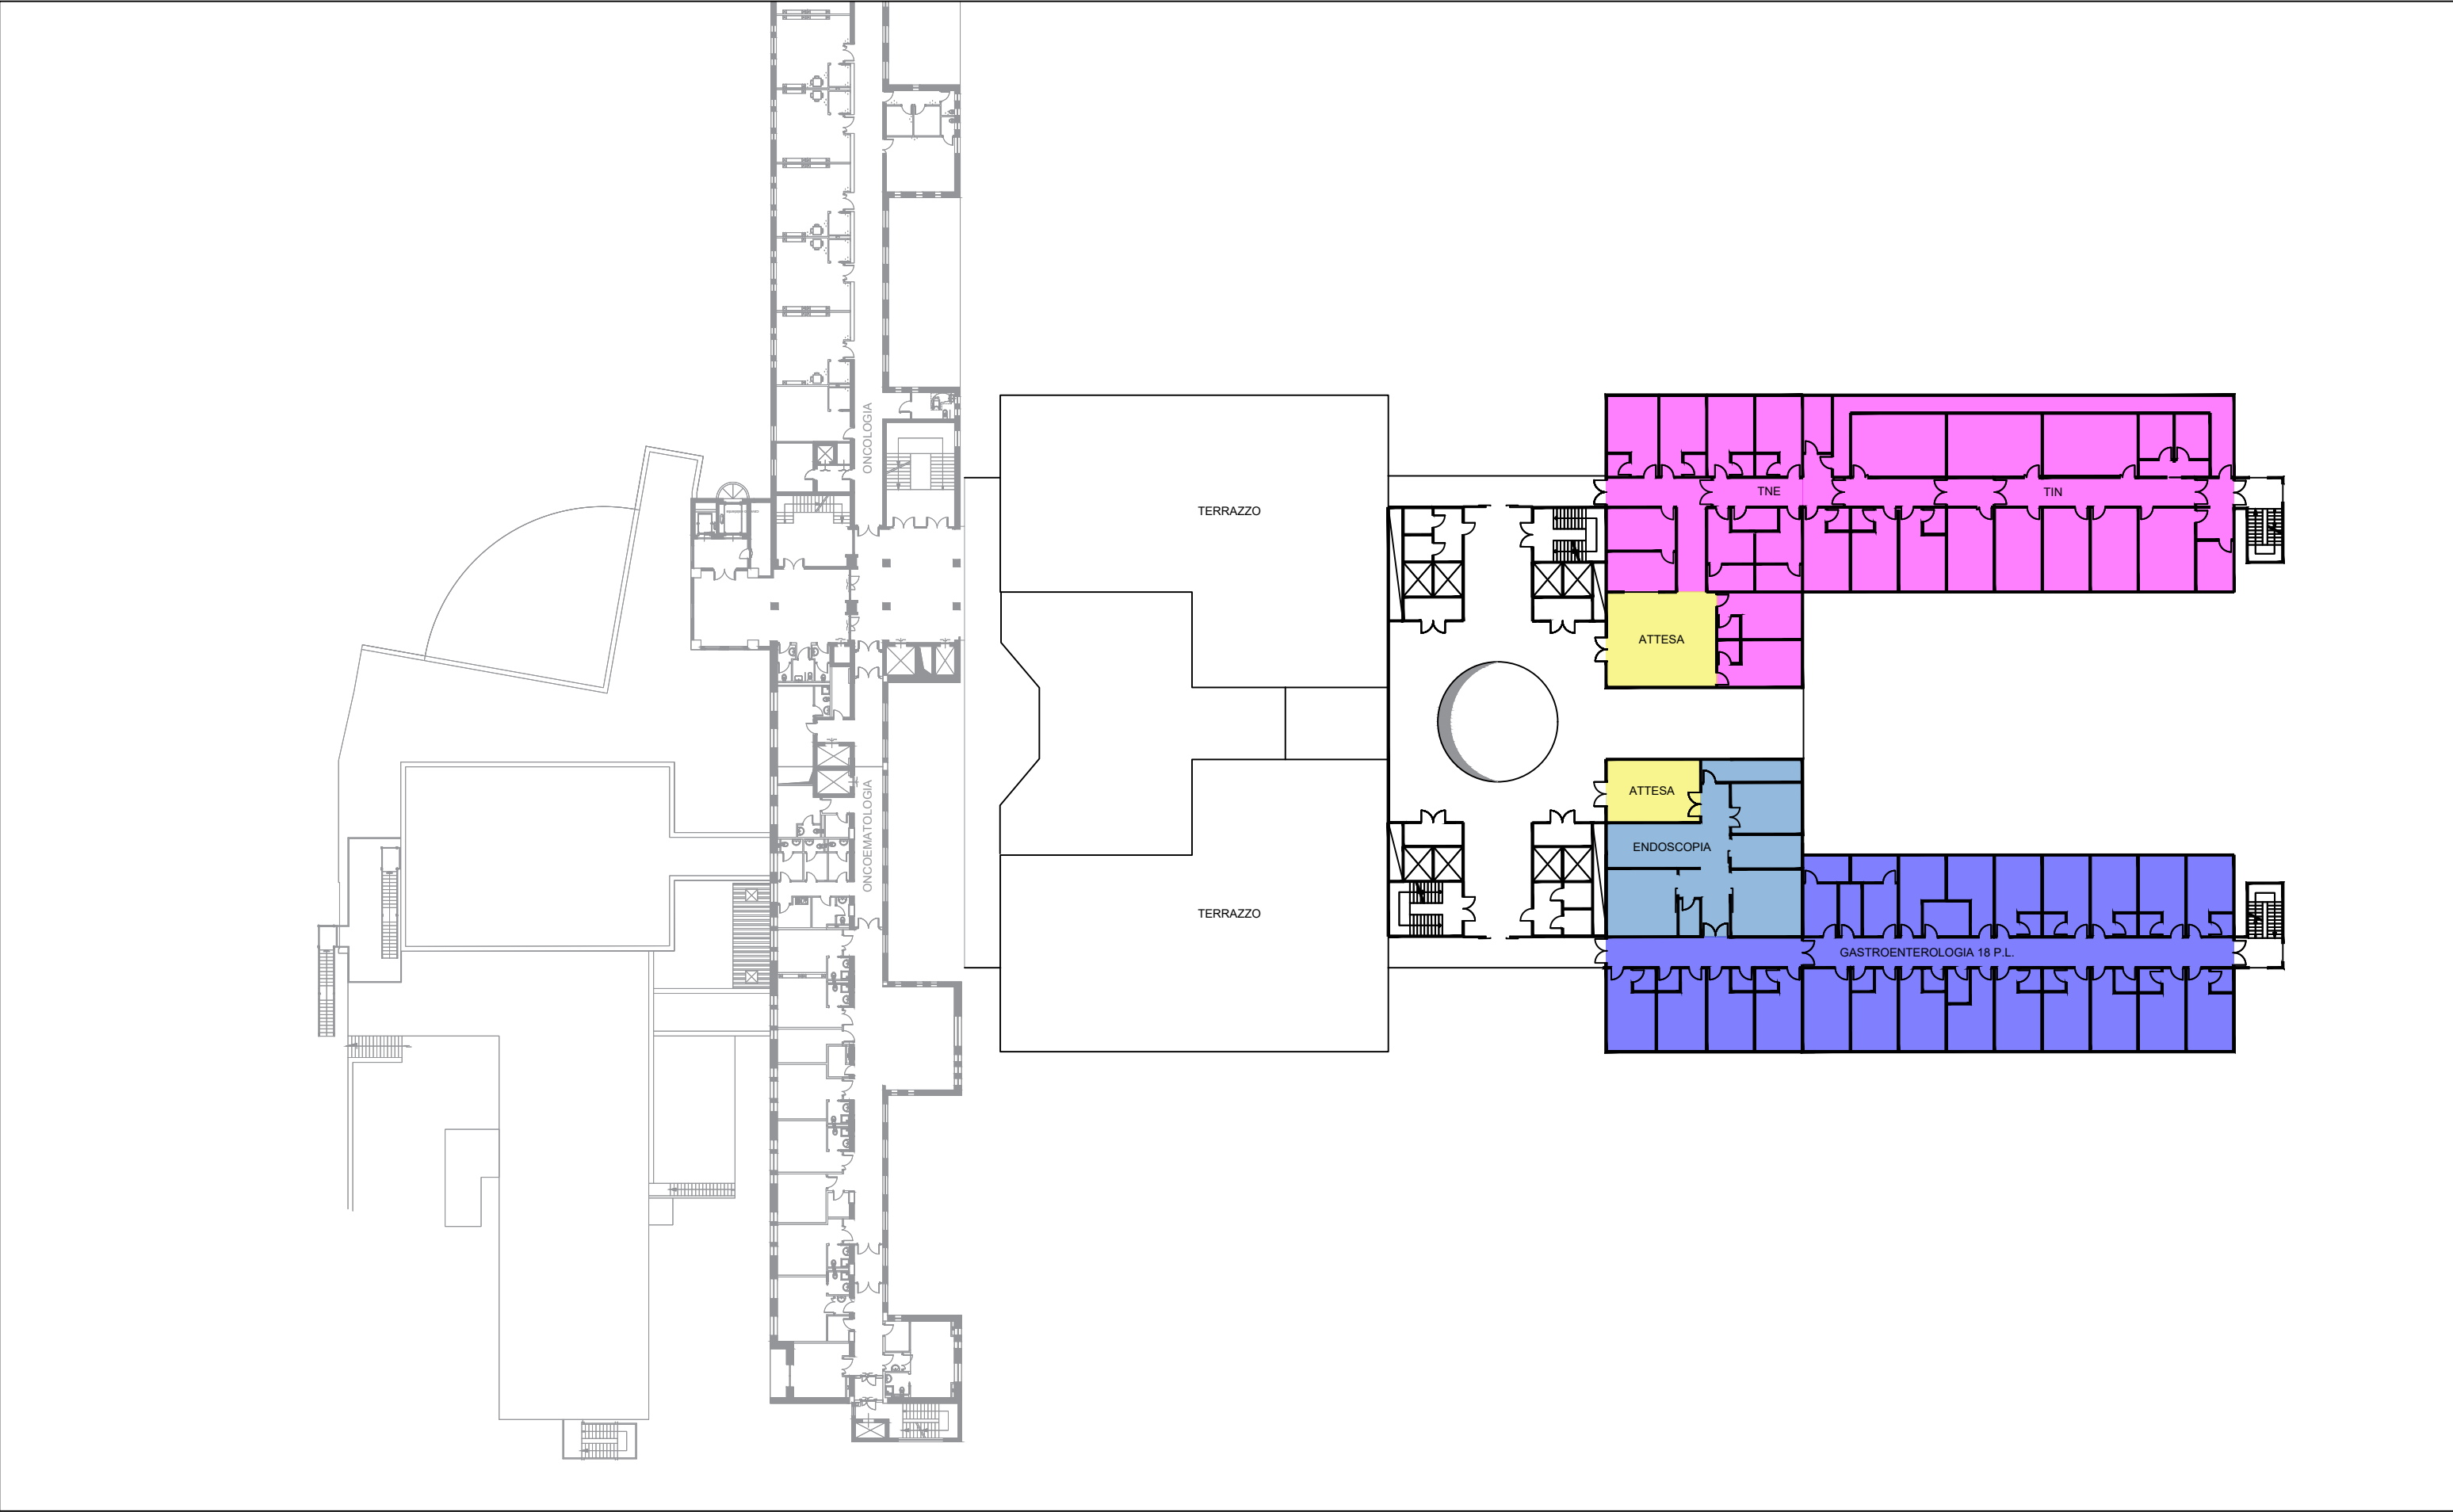 ONCOLOGIA
TERRAZZO
TNE
TIN
ATTESA
ATTESA
ONCOEMATOLOGIA
ENDOSCOPIA
TERRAZZO
GASTROENTEROLOGIA 18 P.L.